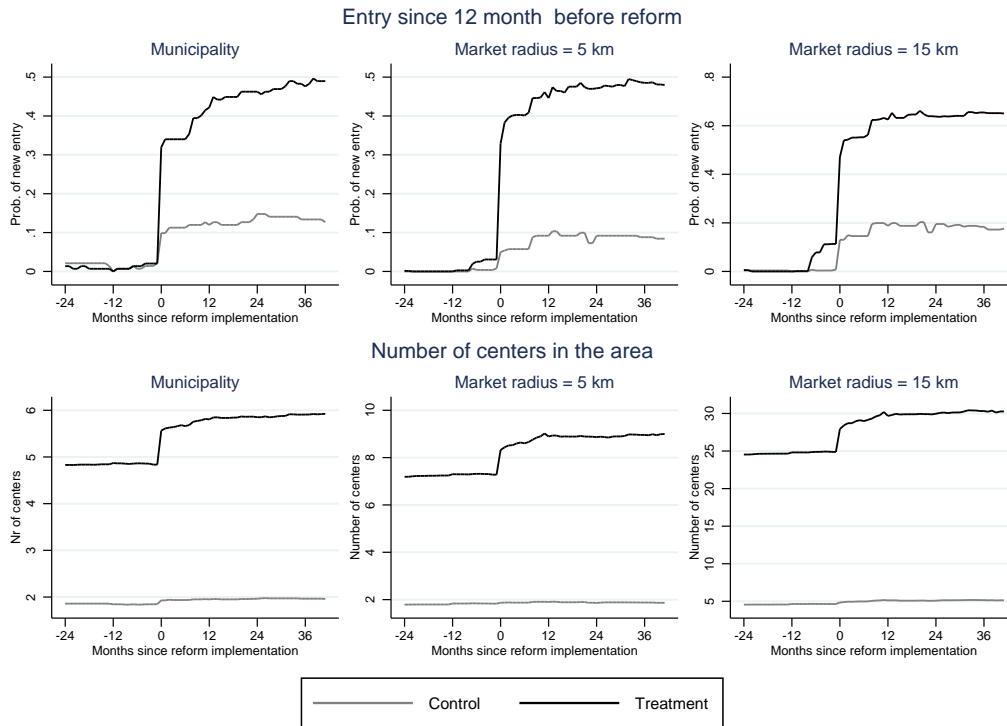 Entry since 12 month  before reform
Municipality
Market radius = 5 km
Market radius = 15 km
Prob. of new entry
0 .1 .2 .3 .4 .5
-24 -12 0 12 24 36
Months since reform implementation
Prob. of new entry
0 .1 .2 .3 .4 .5
-24 -12 0 12 24 36
Months since reform implementation
Prob. of new entry
0 .2 .4 .6 .8
-24 -12 0 12 24 36
Months since reform implementation
Number of centers in the area
Municipality
Market radius = 5 km
Market radius = 15 km
Nr of centers
2 3 4 5 6
-24 -12 0 12 24 36
Months since reform implementation
Number of centers
2 4 6 8 10
-24 -12 0 12 24 36
Months since reform implementation
Number of centers
5 10 15 20 25 30
-24 -12 0 12 24 36
Months since reform implementation
Control
Treatment